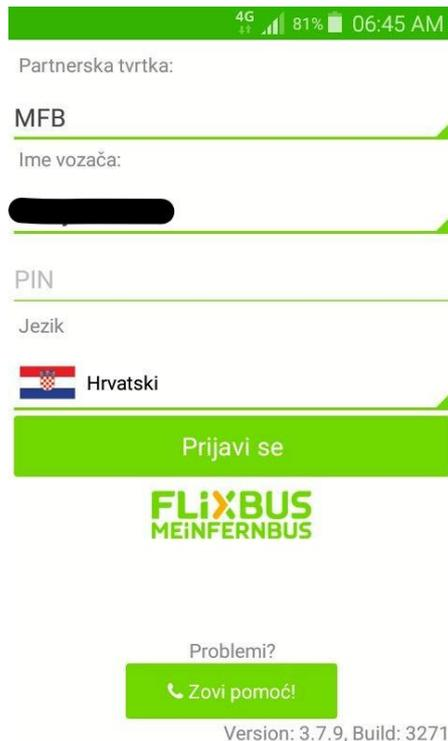 4G 81% 06:45 AM
Partnerska tvrtka:
MFB
Ime vozača:
PIN
Jezik
Hrvatski
Prijavi se
FLiXBUS
MEiNFERNBUS
Problemi?
Zovi pomoć!
Version: 3.7.9, Build: 3271